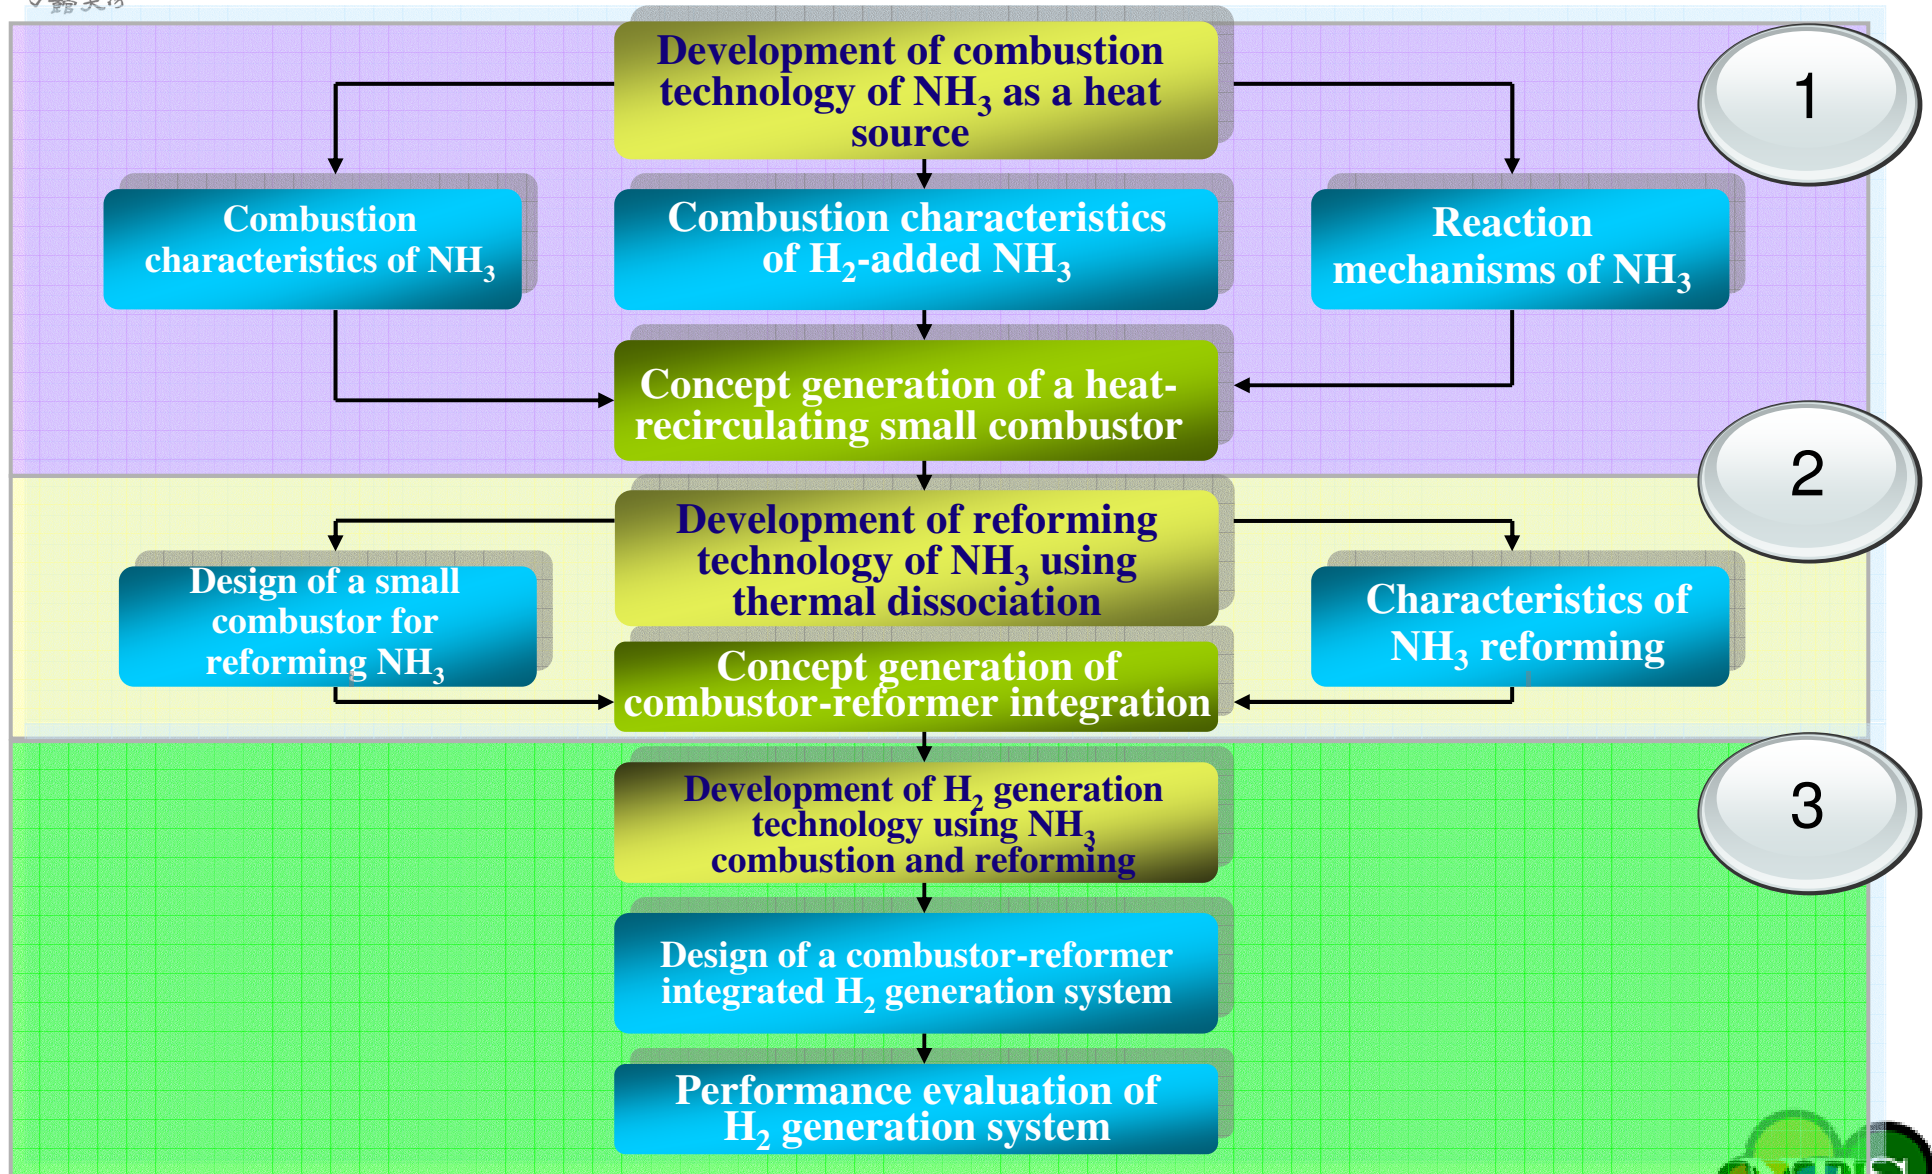 Development of combustion
technology of NH₃ as a heat
source
1
Combustion
characteristics of NH₃
Combustion characteristics
of H₂-added NH₃
Reaction
mechanisms of NH₃
Concept generation of a heat-
recirculating small combustor
2
Development of reforming
technology of NH₃ using
thermal dissociation
Design of a small
combustor for
reforming NH₃
Characteristics of
NH₃ reforming
Concept generation of
combustor-reformer integration
3
Development of H₂ generation
technology using NH₃
combustion and reforming
Design of a combustor-reformer
integrated H₂ generation system
Performance evaluation of
H₂ generation system